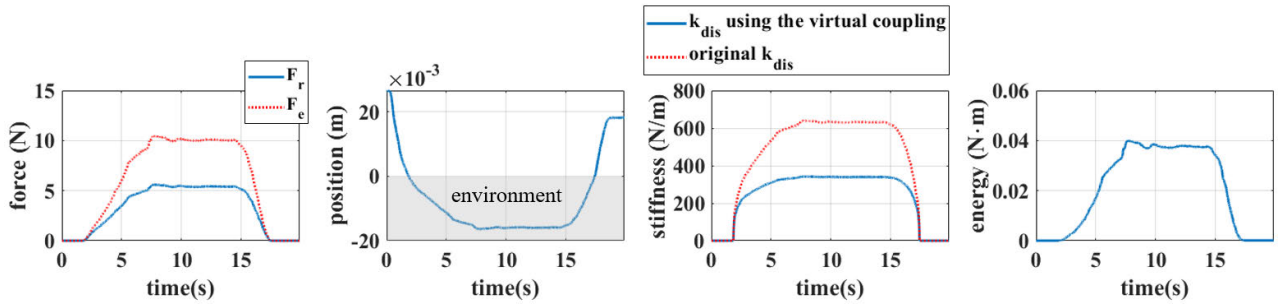 F_r
F_e
15
10
5
0
force (N)
0 5 10 15
time(s)
×10^-3
20
0
-20
position (m)
environment
0 5 10 15
time(s)
k_dis using the virtual coupling
original k_dis
800
600
400
200
0
stiffness (N/m)
0 5 10 15
time(s)
0.06
0.04
0.02
0
energy (N·m)
0 5 10 15
time(s)